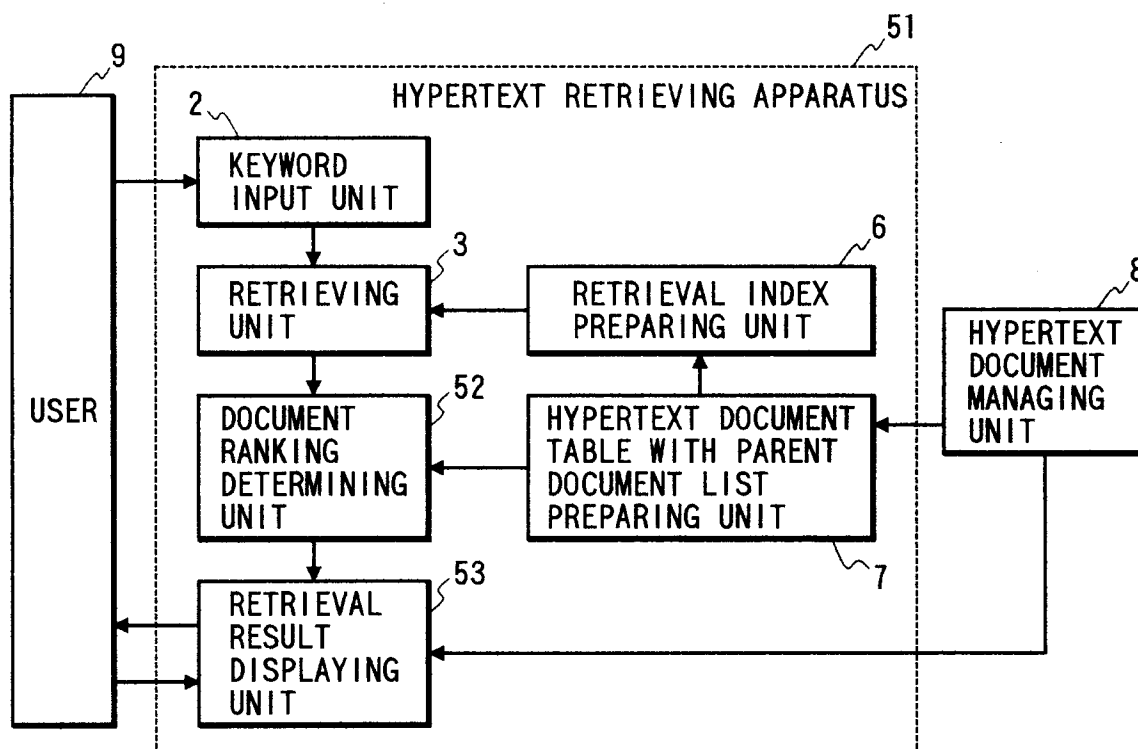 51
9
HYPERTEXT RETRIEVING APPARATUS
2
KEYWORD
INPUT UNIT
3
RETRIEVING
UNIT
6
RETRIEVAL INDEX
PREPARING UNIT
8
HYPERTEXT
DOCUMENT
MANAGING
UNIT
USER
52
DOCUMENT
RANKING
DETERMINING
UNIT
HYPERTEXT DOCUMENT
TABLE WITH PARENT
DOCUMENT LIST
PREPARING UNIT
7
53
RETRIEVAL
RESULT
DISPLAYING
UNIT